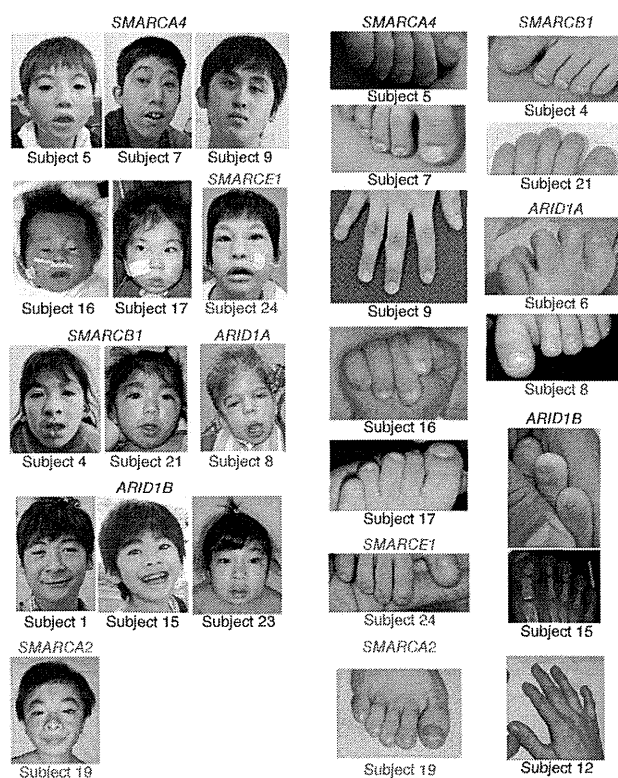 SMARCA4
Subject 5 Subject 7 Subject 9
SMARCE1
Subject 16 Subject 17 Subject 24
SMARCB1 ARID1A
Subject 4 Subject 21 Subject 8
ARID1B
Subject 1 Subject 15 Subject 23
SMARCA2
Subject 19
SMARCA4
Subject 5
Subject 7
Subject 9
Subject 16
Subject 17
SMARCE1
Subject 24
SMARCA2
Subject 19
SMARCB1
Subject 4
Subject 21
ARID1A
Subject 6
Subject 8
ARID1B
Subject 15
Subject 12